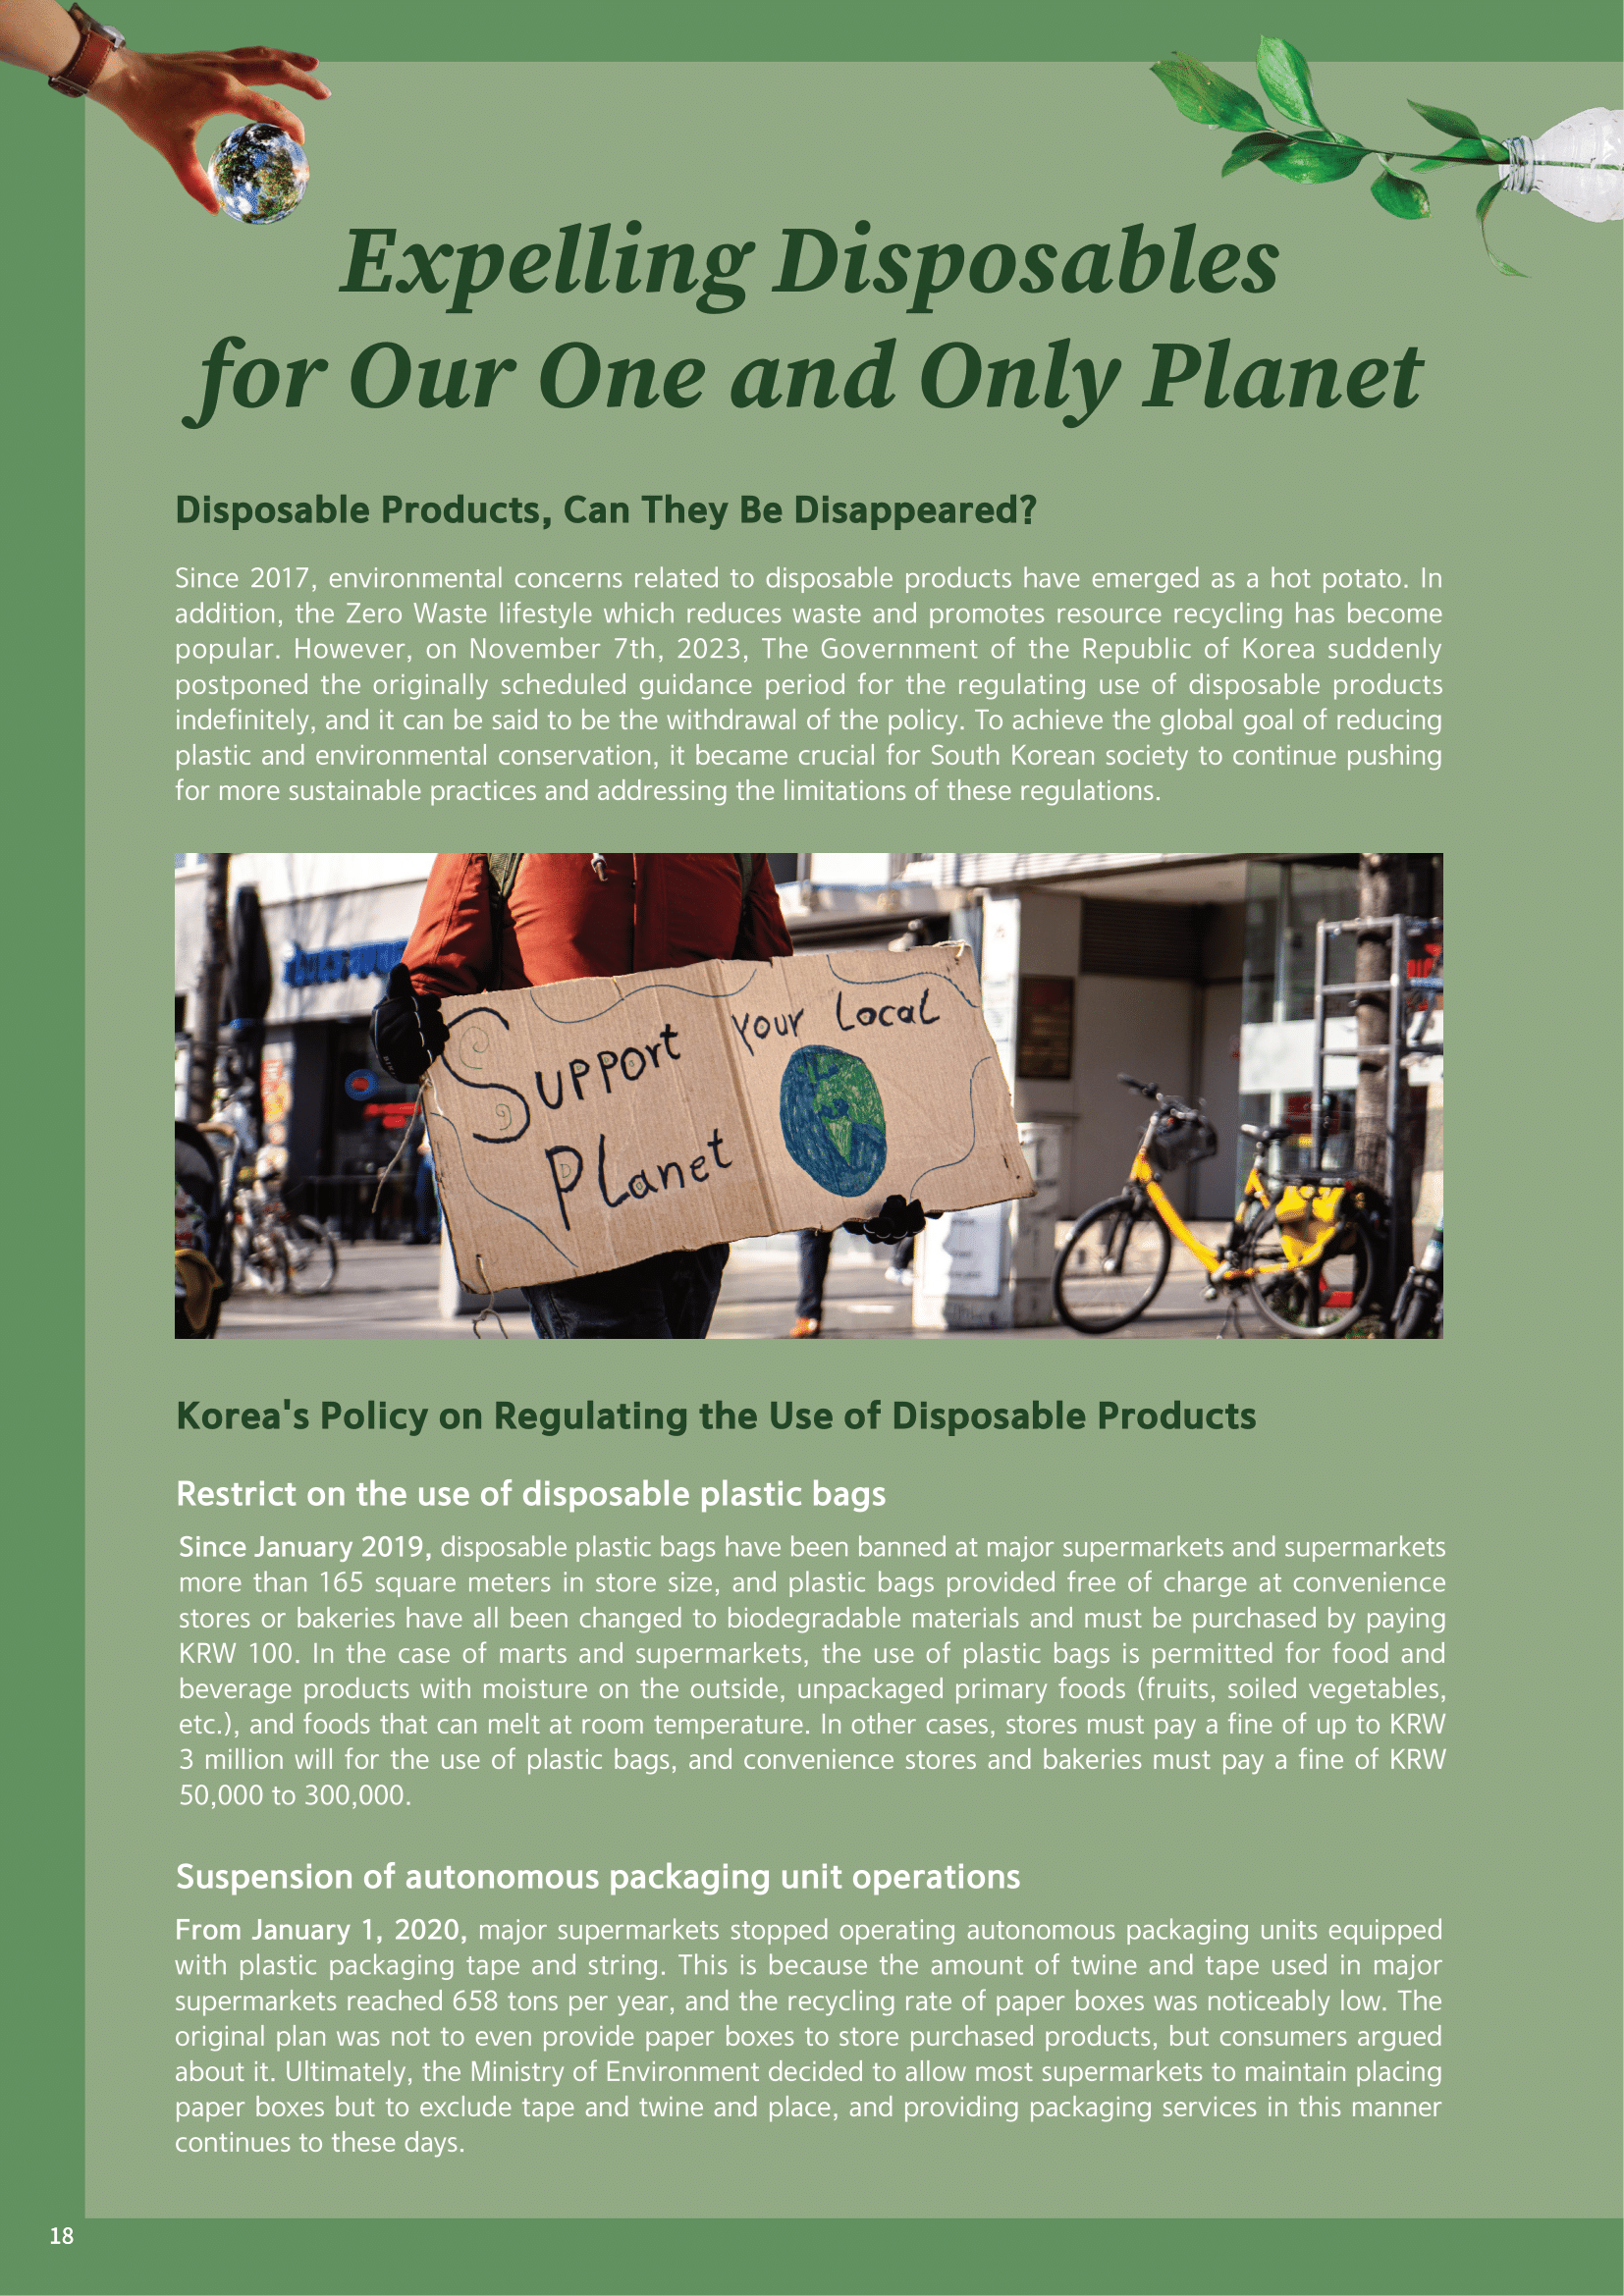 Expelling Disposables
for Our One and Only Planet
Disposable Products, Can They Be Disappeared?
Since 2017, environmental concerns related to disposable products have emerged as a hot potato. In
addition, the Zero Waste lifestyle which reduces waste and promotes resource recycling has become
popular. However, on November 7th, 2023, The Government of the Republic of Korea suddenly
postponed the originally scheduled guidance period for the regulating use of disposable products
indefinitely, and it can be said to be the withdrawal of the policy. To achieve the global goal of reducing
plastic and environmental conservation, it became crucial for South Korean society to continue pushing
for more sustainable practices and addressing the limitations of these regulations.
Support Your Local
Planet
Korea's Policy on Regulating the Use of Disposable Products
Restrict on the use of disposable plastic bags
Since January 2019, disposable plastic bags have been banned at major supermarkets and supermarkets
more than 165 square meters in store size, and plastic bags provided free of charge at convenience
stores or bakeries have all been changed to biodegradable materials and must be purchased by paying
KRW 100. In the case of marts and supermarkets, the use of plastic bags is permitted for food and
beverage products with moisture on the outside, unpackaged primary foods (fruits, soiled vegetables,
etc.), and foods that can melt at room temperature. In other cases, stores must pay a fine of up to KRW
3 million will for the use of plastic bags, and convenience stores and bakeries must pay a fine of KRW
50,000 to 300,000.
Suspension of autonomous packaging unit operations
From January 1, 2020, major supermarkets stopped operating autonomous packaging units equipped
with plastic packaging tape and string. This is because the amount of twine and tape used in major
supermarkets reached 658 tons per year, and the recycling rate of paper boxes was noticeably low. The
original plan was not to even provide paper boxes to store purchased products, but consumers argued
about it. Ultimately, the Ministry of Environment decided to allow most supermarkets to maintain placing
paper boxes but to exclude tape and twine and place, and providing packaging services in this manner
continues to these days.
18